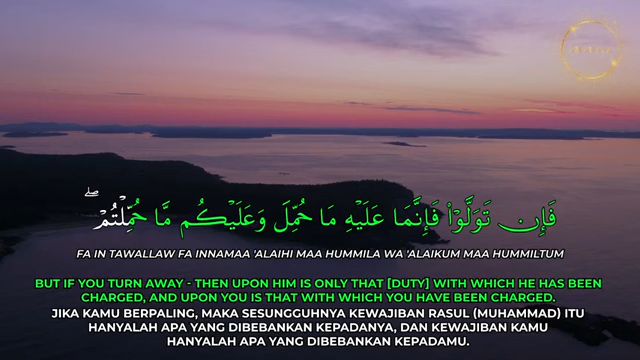 فَإِن تَوَلَّوْا۟ فَإِنَّمَا عَلَيْهِ مَا حُمِّلَ وَعَلَيْكُم مَّا حُمِّلْتُمْ ۖ
FA IN TAWALLAW FA INNAMAA 'ALAIHI MAA HUMMILA WA 'ALAIKUM MAA HUMMILTUM
BUT IF YOU TURN AWAY - THEN UPON HIM IS ONLY THAT [DUTY] WITH WHICH HE HAS BEEN
CHARGED, AND UPON YOU IS THAT WITH WHICH YOU HAVE BEEN CHARGED.
JIKA KAMU BERPALING, MAKA SESUNGGUHNYA KEWAJIBAN RASUL (MUHAMMAD) ITU
HANYALAH APA YANG DIBEBANKAN KEPADANYA, DAN KEWAJIBAN KAMU
HANYALAH APA YANG DIBEBANKAN KEPADAMU.